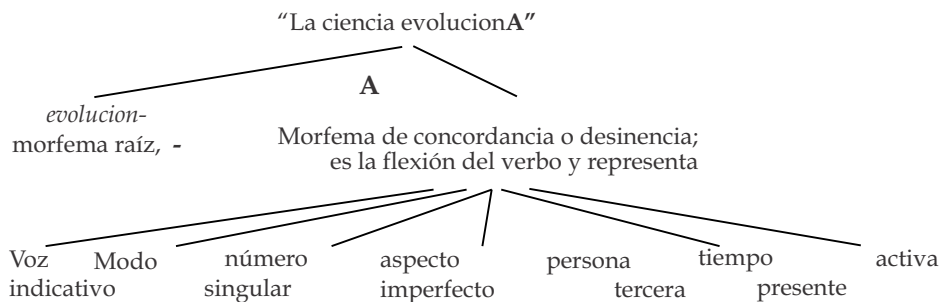 “La ciencia evolucionA”
A
evolucion-
morfema raíz, -
Morfema de concordancia o desinencia;
es la flexión del verbo y representa
Voz Modo número aspecto persona tiempo activa
indicativo singular imperfecto tercera presente